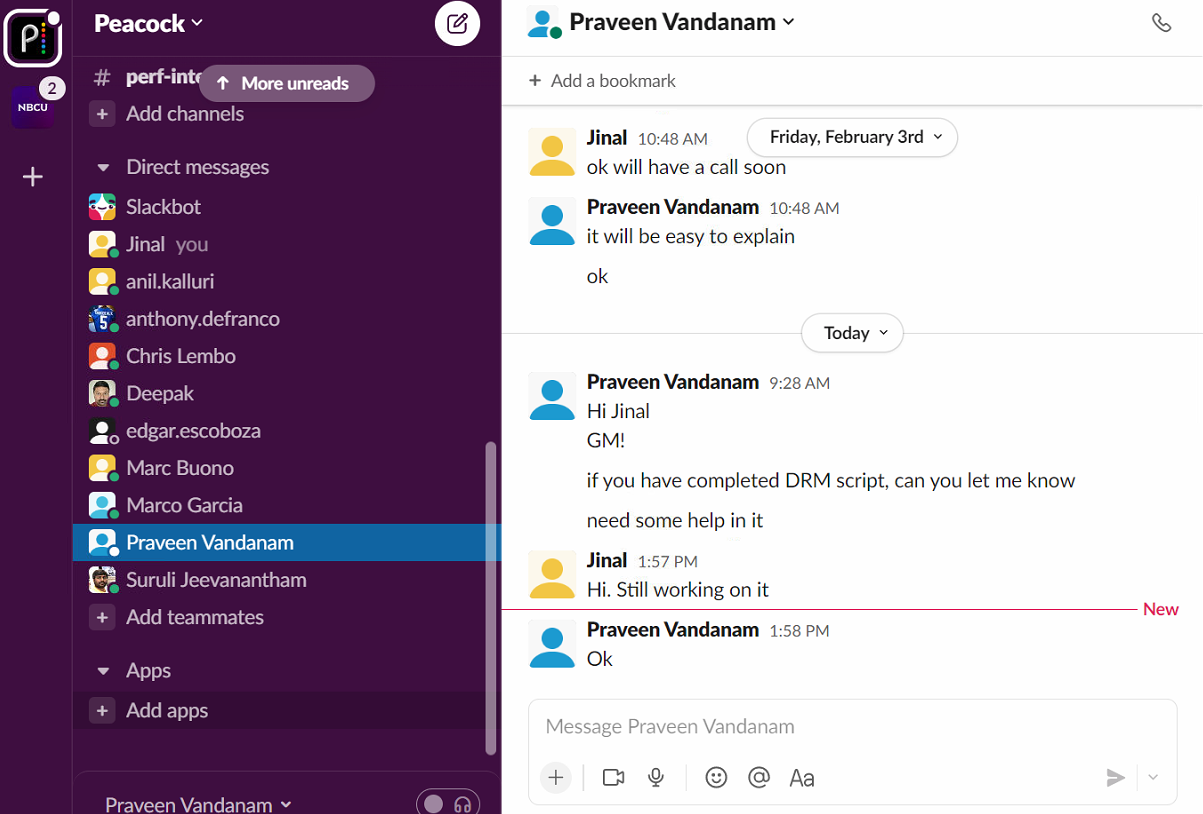 Peacock
P
# perf-inte
More unreads
2
NBCU
Add channels
Direct messages
Slackbot
Jinal you
anil.kalluri
anthony.defranco
5
Chris Lembo
Deepak
edgar.escoboza
Marc Buono
Marco Garcia
Praveen Vandanam
Suruli Jeevanantham
Add teammates
Apps
Add apps
Praveen Vandanam
Praveen Vandanam
+ Add a bookmark
Friday, February 3rd
Jinal 10:48 AM
ok will have a call soon
Praveen Vandanam 10:48 AM
it will be easy to explain
ok
Today
Praveen Vandanam 9:28 AM
Hi Jinal
GM!
if you have completed DRM script, can you let me know
need some help in it
Jinal 1:57 PM
Hi. Still working on it
New
Praveen Vandanam 1:58 PM
Ok
Message Praveen Vandanam
@ Aa